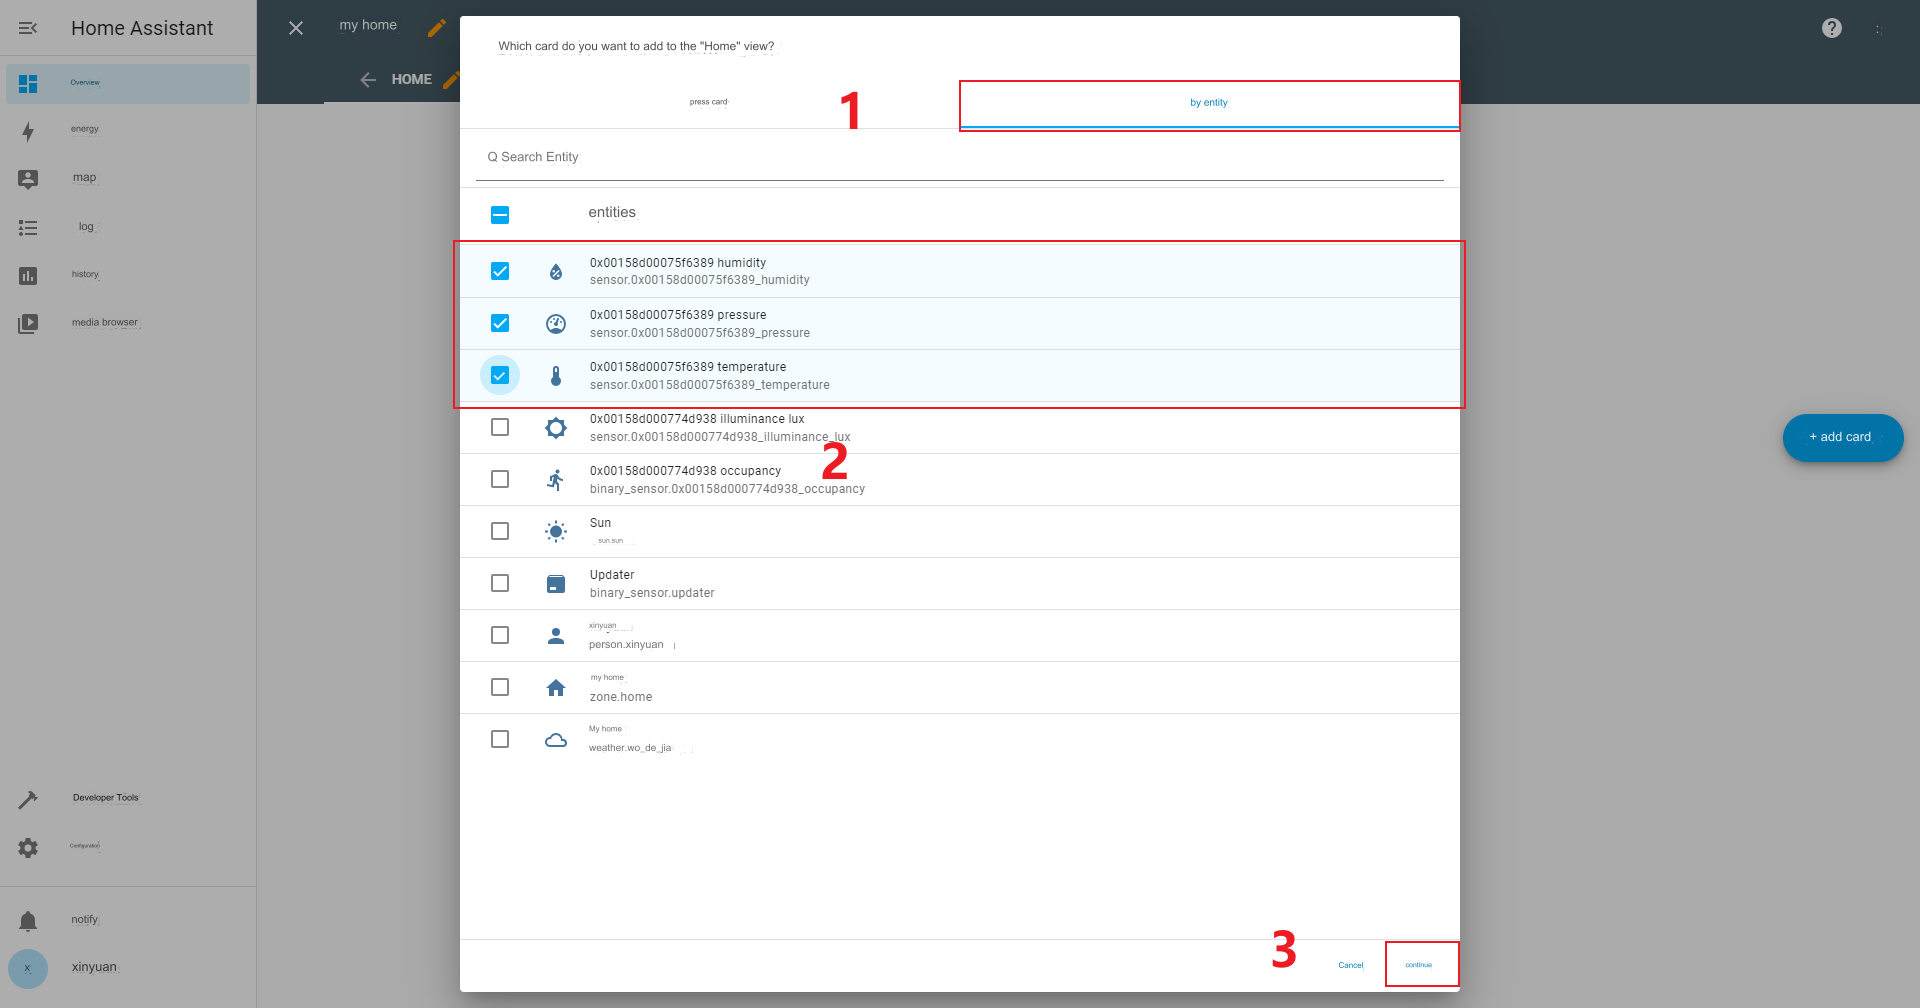 Home Assistant
Overview
energy
map
log
history
media browser
Developer Tools
Configuration
notify
x
xinyuan
my home
HOME
Which card do you want to add to the "Home" view?
press card
1
by entity
Q Search Entity
entities
0x00158d00075f6389 humidity
sensor.0x00158d00075f6389_humidity
0x00158d00075f6389 pressure
sensor.0x00158d00075f6389_pressure
0x00158d00075f6389 temperature
sensor.0x00158d00075f6389_temperature
0x00158d000774d938 illuminance lux
sensor.0x00158d000774d938_illuminance_lux
2
0x00158d000774d938 occupancy
binary_sensor.0x00158d000774d938_occupancy
Sun
sun.sun
Updater
binary_sensor.updater
xinyuan
person.xinyuan
my home
zone.home
My home
weather.wo_de_jia
3
Cancel
continue
+ add card